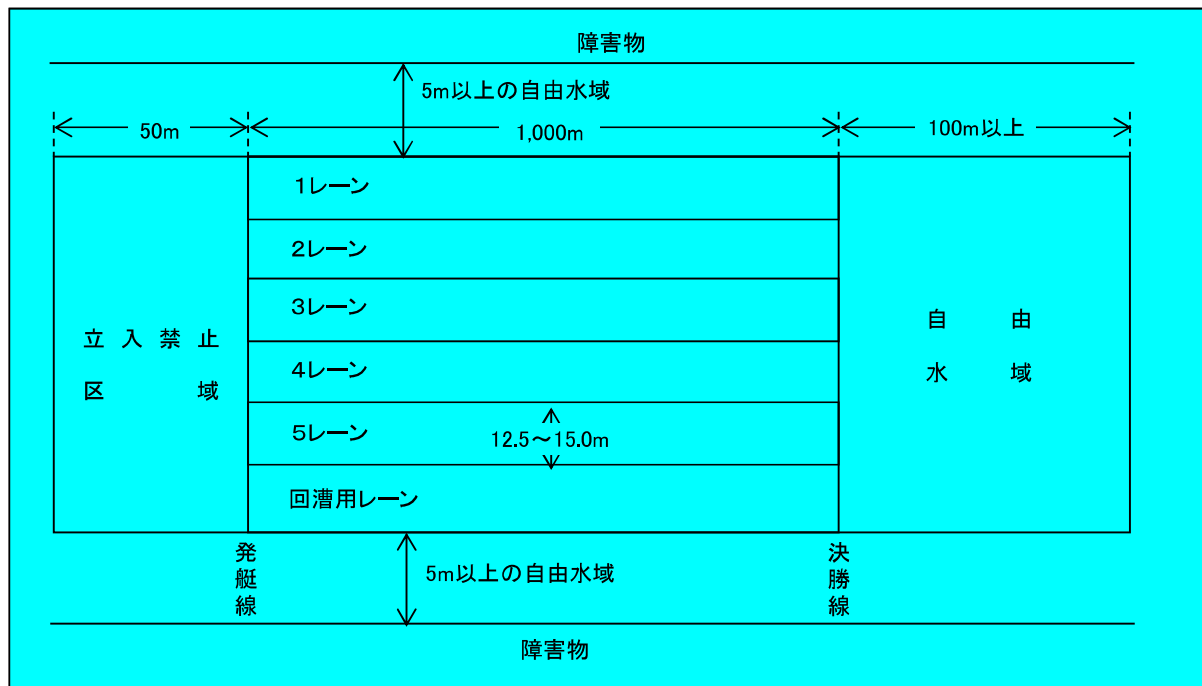 障害物
5m以上の自由水域
50m
1,000m
100m以上
1レーン
2レーン
3レーン
4レーン
5レーン
12.5～15.0m
回漕用レーン
立入禁止
区域
自由
水域
発艇線
決勝線
5m以上の自由水域
障害物